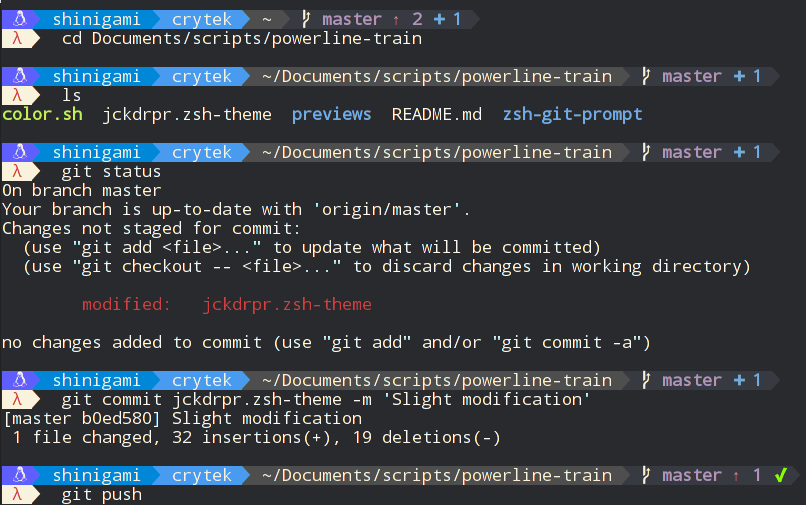 shinigami crytek ~ master ↑ 2 + 1
λ cd Documents/scripts/powerline-train
shinigami crytek ~/Documents/scripts/powerline-train master + 1
λ ls
color.sh jckdrpr.zsh-theme previews README.md zsh-git-prompt
shinigami crytek ~/Documents/scripts/powerline-train master + 1
λ git status
On branch master
Your branch is up-to-date with 'origin/master'.
Changes not staged for commit:
(use "git add <file>..." to update what will be committed)
(use "git checkout -- <file>..." to discard changes in working directory)
modified: jckdrpr.zsh-theme
no changes added to commit (use "git add" and/or "git commit -a")
shinigami crytek ~/Documents/scripts/powerline-train master + 1
λ git commit jckdrpr.zsh-theme -m 'Slight modification'
[master b0ed580] Slight modification
1 file changed, 32 insertions(+), 19 deletions(-)
shinigami crytek ~/Documents/scripts/powerline-train master ↑ 1 ✓
λ git push